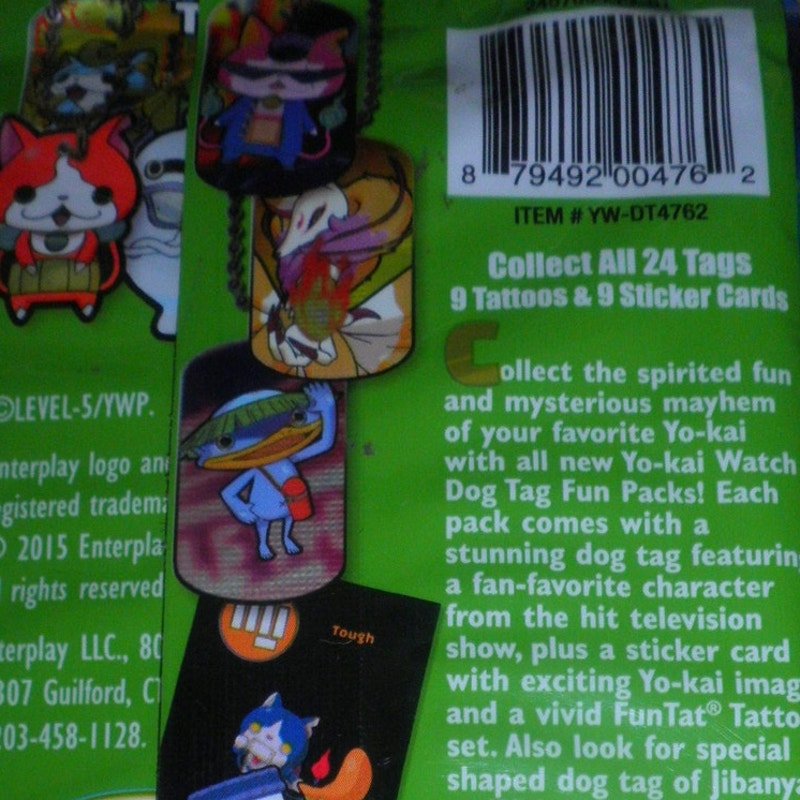 8 79492 00476 2
ITEM # YW-DT4762
Collect All 24 Tags
9 Tattoos & 9 Sticker Cards
Collect the spirited fun
and mysterious mayhem
of your favorite Yo-kai
with all new Yo-kai Watch
Dog Tag Fun Packs! Each
pack comes with a
stunning dog tag featurin
a fan-favorite character
from the hit television
show, plus a sticker card
with exciting Yo-kai imag
and a vivid FunTat® Tatto
set. Also look for special
shaped dog tag of Jibanya
Tough
©LEVEL-5/YWP.
nterplay logo an
egistered tradema
© 2015 Enterpla
l rights reserved
terplay LLC., 80
307 Guilford, C
203-458-1128.